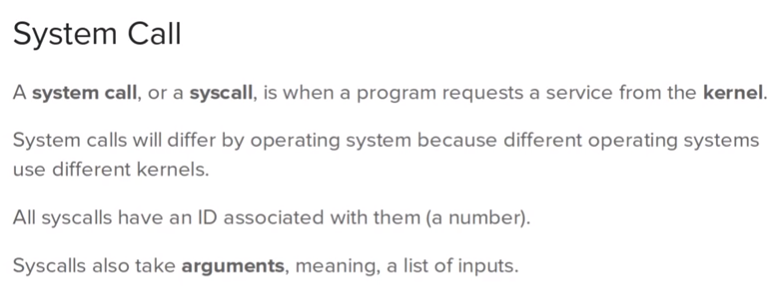 System Call
A system call, or a syscall, is when a program requests a service from the kernel.
System calls will differ by operating system because different operating systems
use different kernels.
All syscalls have an ID associated with them (a number).
Syscalls also take arguments, meaning, a list of inputs.